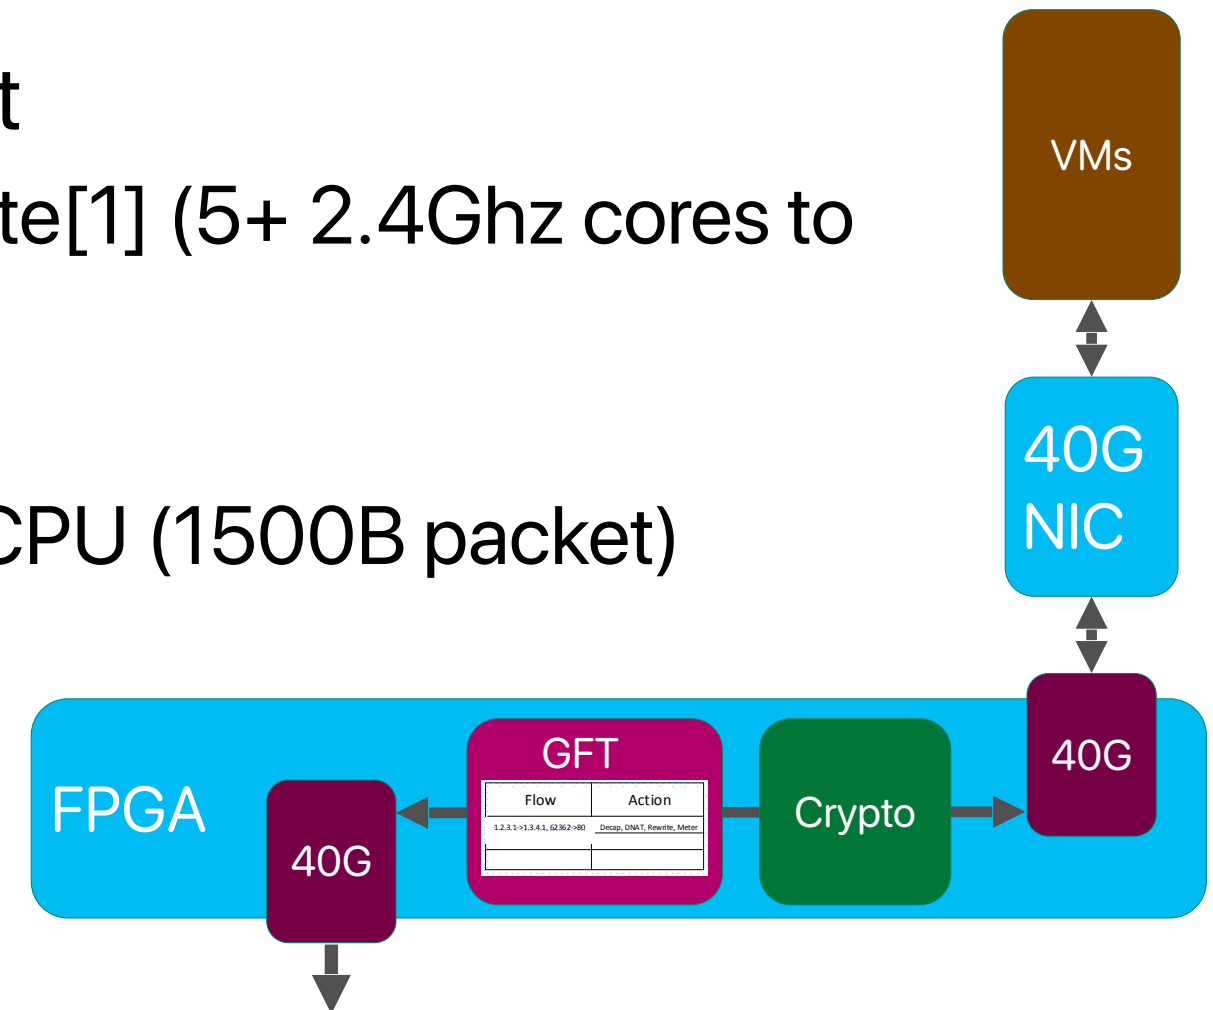 t
te[1] (5+ 2.4Ghz cores to
CPU (1500B packet)
VMs
40G
NIC
40G
FPGA
40G
GFT
Flow Action
1.2.3.1->1.3.4.1, 62362->80 Decap, DNAT, Rewrite, Meter
Crypto